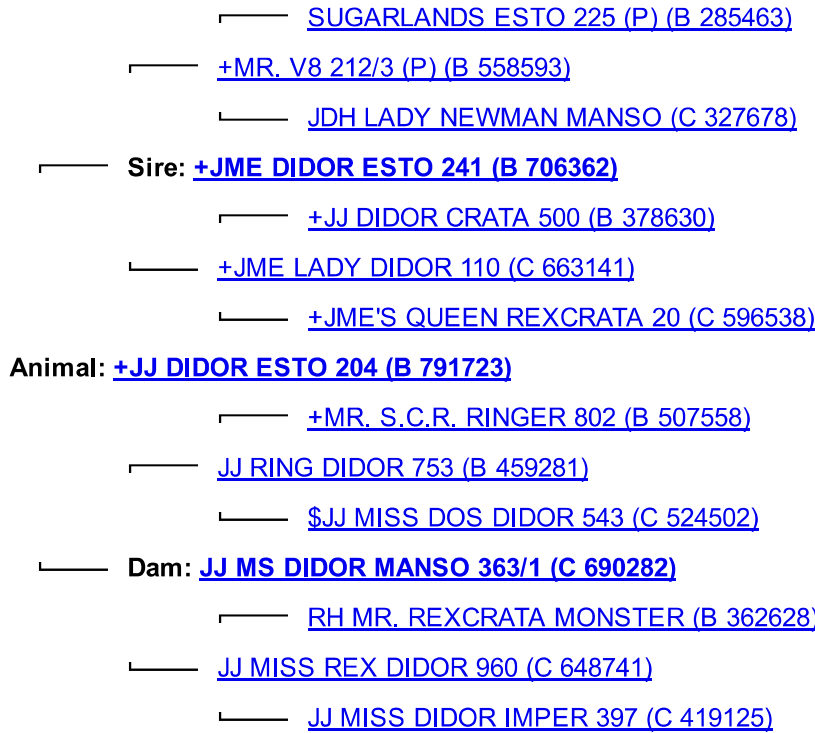 SUGARLANDS ESTO 225 (P) (B 285463)
+MR. V8 212/3 (P) (B 558593)
JDH LADY NEWMAN MANSO (C 327678)
Sire: +JME DIDOR ESTO 241 (B 706362)
+JJ DIDOR CRATA 500 (B 378630)
+JME LADY DIDOR 110 (C 663141)
+JME'S QUEEN REXCRATA 20 (C 596538)
Animal: +JJ DIDOR ESTO 204 (B 791723)
+MR. S.C.R. RINGER 802 (B 507558)
JJ RING DIDOR 753 (B 459281)
$JJ MISS DOS DIDOR 543 (C 524502)
Dam: JJ MS DIDOR MANSO 363/1 (C 690282)
RH MR. REXCRATA MONSTER (B 362628)
JJ MISS REX DIDOR 960 (C 648741)
JJ MISS DIDOR IMPER 397 (C 419125)